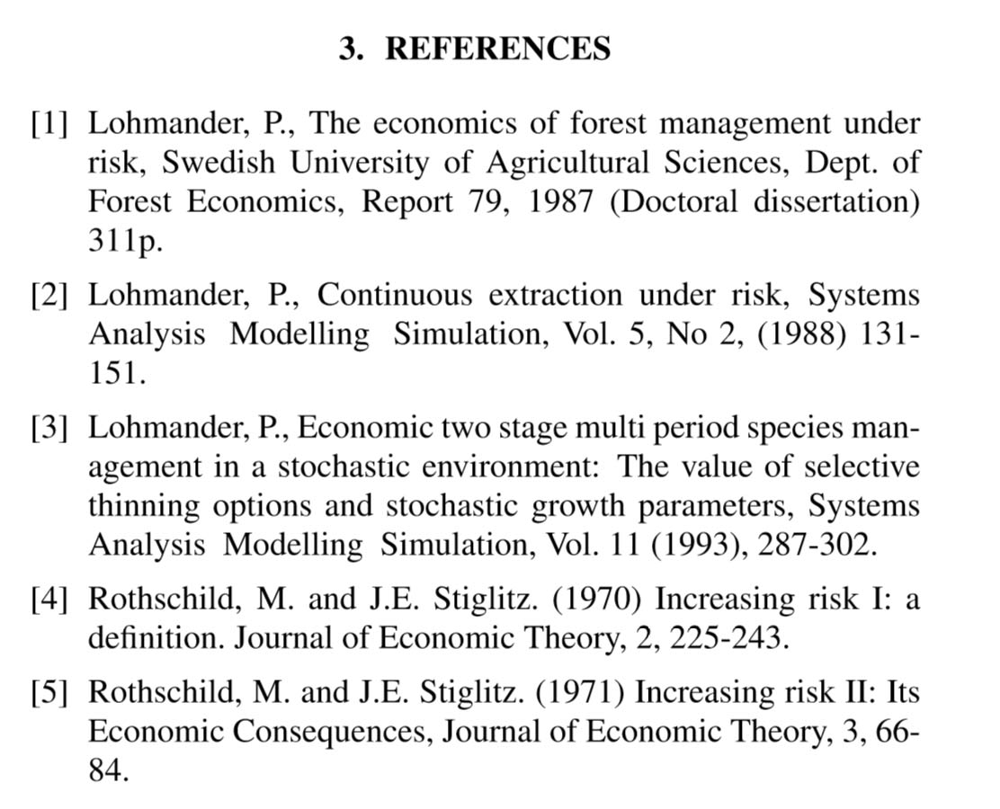 3. REFERENCES
[1] Lohmander, P., The economics of forest management under
risk, Swedish University of Agricultural Sciences, Dept. of
Forest Economics, Report 79, 1987 (Doctoral dissertation)
311p.
[2] Lohmander, P., Continuous extraction under risk, Systems
Analysis Modelling Simulation, Vol. 5, No 2, (1988) 131-
151.
[3] Lohmander, P., Economic two stage multi period species man-
agement in a stochastic environment: The value of selective
thinning options and stochastic growth parameters, Systems
Analysis Modelling Simulation, Vol. 11 (1993), 287-302.
[4] Rothschild, M. and J.E. Stiglitz. (1970) Increasing risk I: a
definition. Journal of Economic Theory, 2, 225-243.
[5] Rothschild, M. and J.E. Stiglitz. (1971) Increasing risk II: Its
Economic Consequences, Journal of Economic Theory, 3, 66-
84.